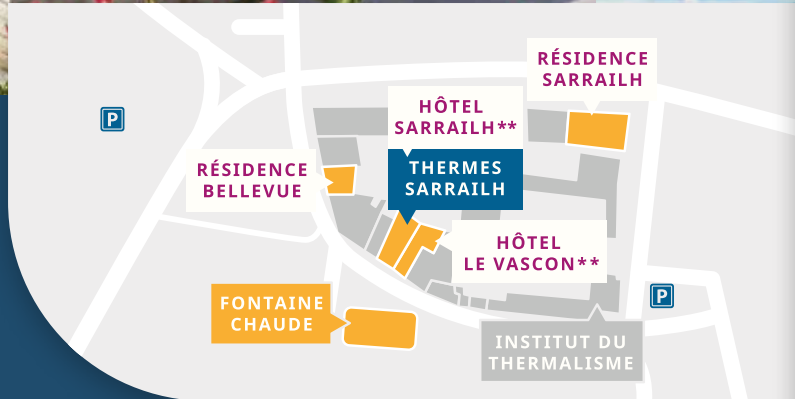 RÉSIDENCE
SARRAILH
HÔTEL
SARRAILH**
P
RÉSIDENCE
BELLEVUE
THERMES
SARRAILH
HÔTEL
LE VASCON**
P
FONTAINE
CHAUDE
INSTITUT DU
THERMALISME